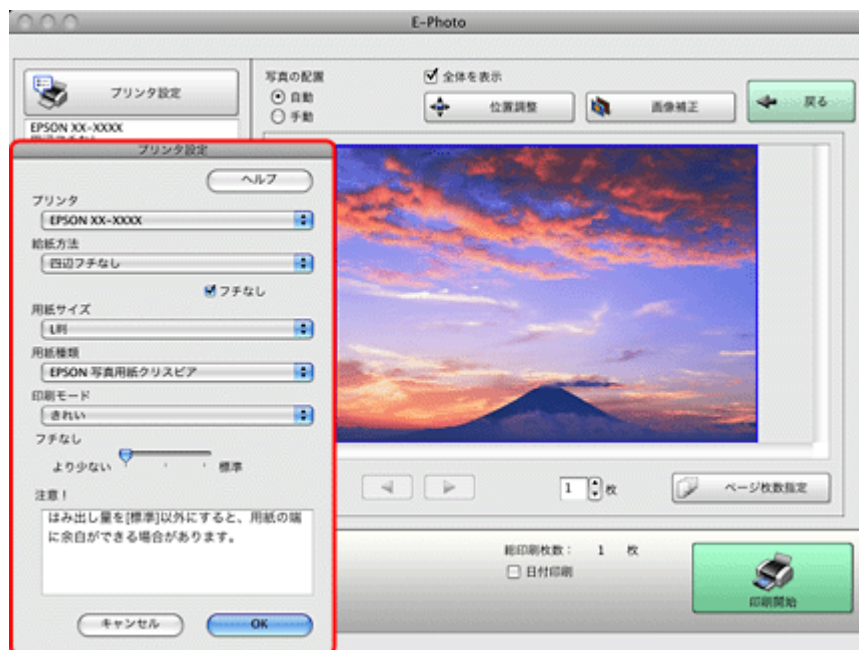 E-Photo
プリンタ設定
EPSON XX-XXXX
写真の配置
自動
手動
全体を表示
位置調整
画像補正
戻る
プリンタ設定
ヘルプ
プリンタ
EPSON XX-XXXX
給紙方法
四辺フチなし
フチなし
用紙サイズ
L判
用紙種類
EPSON 写真用紙クリスピア
印刷モード
きれい
フチなし
より少ない 標準
注意！
はみ出し量を[標準]以外にすると、用紙の端
に余白ができる場合があります。
キャンセル
OK
1 枚
ページ枚数指定
総印刷枚数： 1 枚
日付印刷
印刷開始